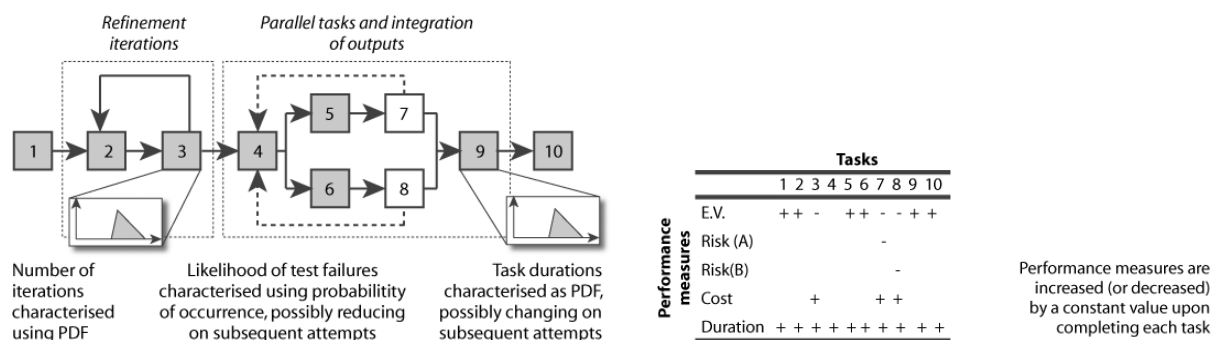 Refinement
iterations
Parallel tasks and integration
of outputs
1
2
3
4
5
7
6
8
9
10
Number of
iterations
characterised
using PDF
Likelihood of test failures
characterised using probabilitity
of occurrence, possibly reducing
on subsequent attempts
Task durations
characterised as PDF,
possibly changing on
subsequent attempts
Tasks
1 2 3 4 5 6 7 8 9 10
Performance
measures
E.V. + + - + + - - + +
Risk (A) -
Risk(B) -
Cost + + +
Duration + + + + + + + + + +
Performance measures are
increased (or decreased)
by a constant value upon
completing each task